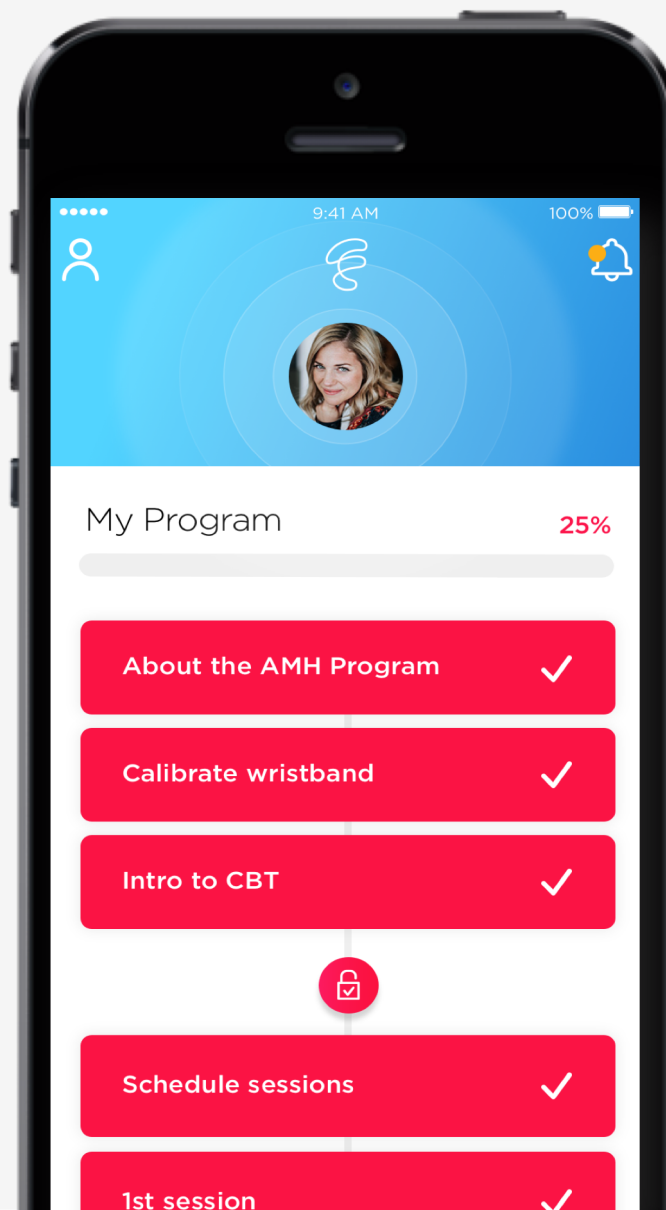 9:41 AM
100%
My Program
25%
About the AMH Program
Calibrate wristband
Intro to CBT
Schedule sessions
1st session